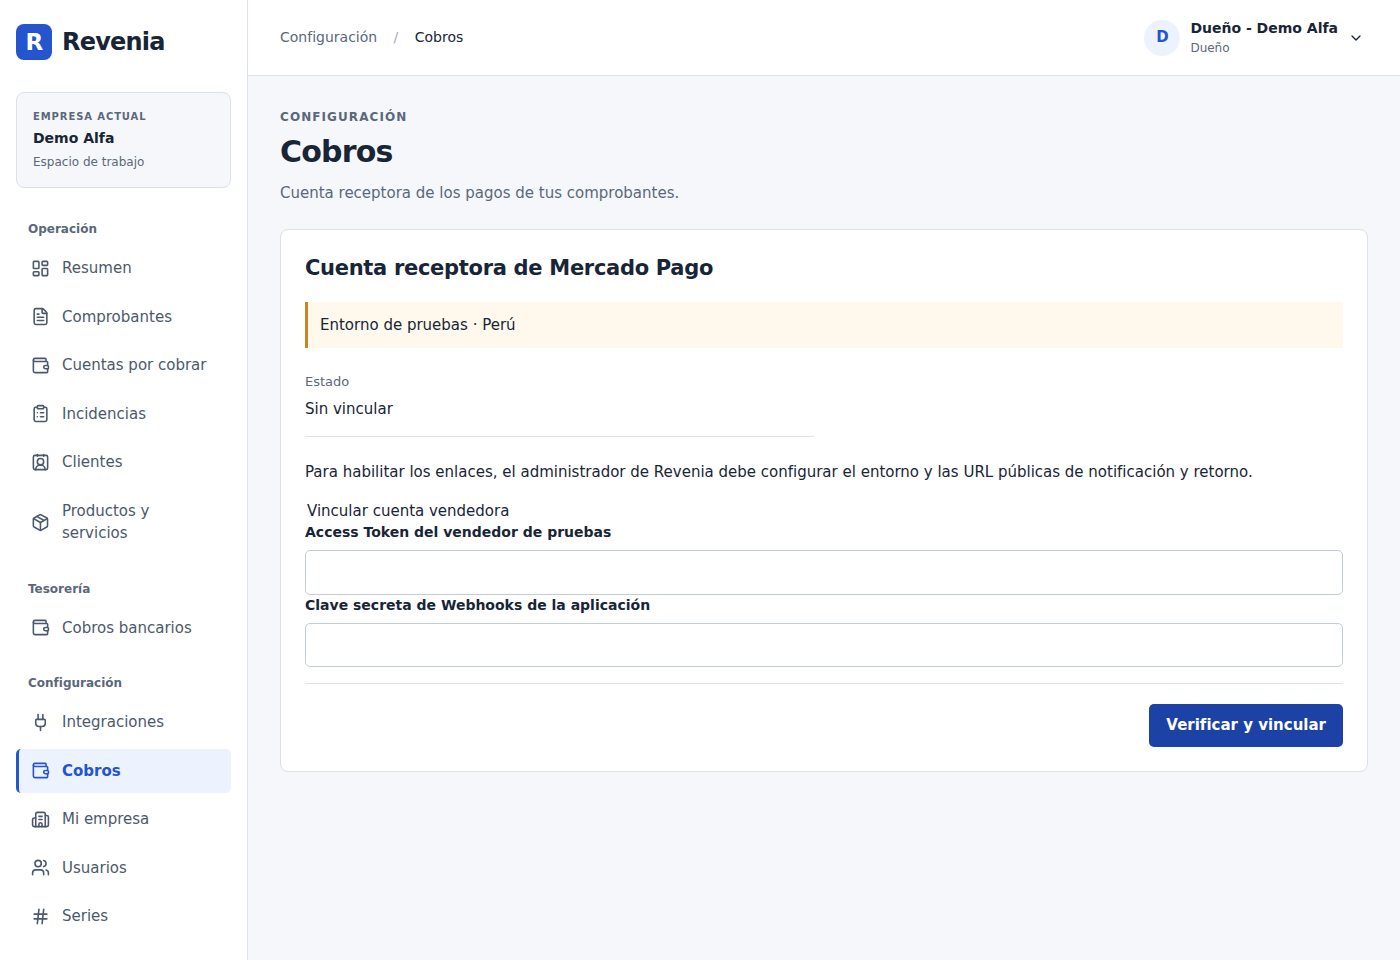 R Revenia
EMPRESA ACTUAL
Demo Alfa
Espacio de trabajo
Operación
Resumen
Comprobantes
Cuentas por cobrar
Incidencias
Clientes
Productos y
servicios
Tesorería
Cobros bancarios
Configuración
Integraciones
Cobros
Mi empresa
Usuarios
Series
Configuración / Cobros
D
Dueño - Demo Alfa
Dueño
CONFIGURACIÓN
Cobros
Cuenta receptora de los pagos de tus comprobantes.
Cuenta receptora de Mercado Pago
Entorno de pruebas · Perú
Estado
Sin vincular
Para habilitar los enlaces, el administrador de Revenia debe configurar el entorno y las URL públicas de notificación y retorno.
Vincular cuenta vendedora
Access Token del vendedor de pruebas
Clave secreta de Webhooks de la aplicación
Verificar y vincular